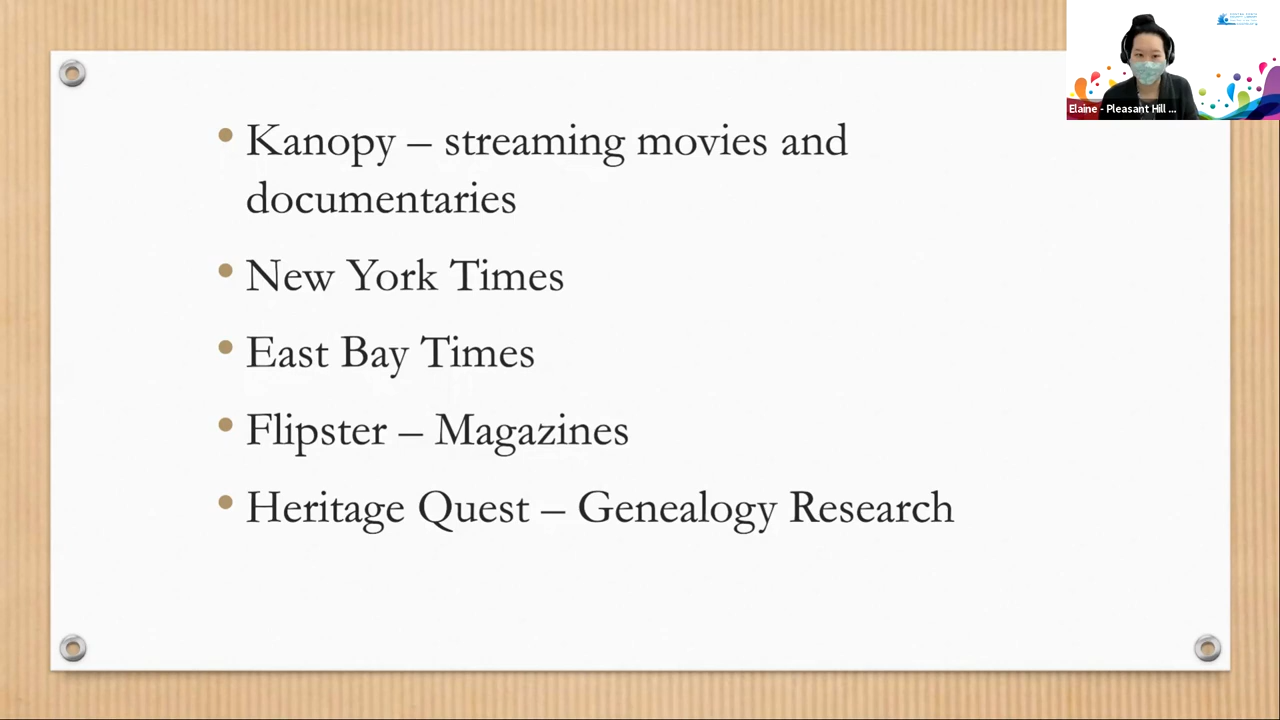 Elaine - Pleasant Hill ...
• Kanopy – streaming movies and
documentaries
• New York Times
• East Bay Times
• Flipster – Magazines
• Heritage Quest – Genealogy Research